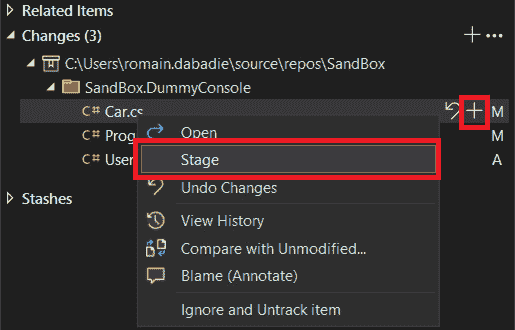 Related Items
Changes (3)
C:\Users\romain.dabadie\source\repos\SandBox
SandBox.DummyConsole
C# Car.cs M
C# Prog M
C# User A
Open
Stage
Undo Changes
View History
Compare with Unmodified...
Blame (Annotate)
Ignore and Untrack item
Stashes